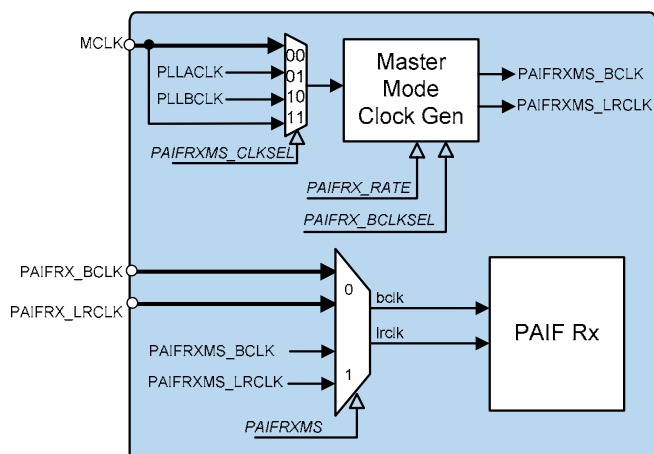 MCLK
00
PLLACLK
01
PLLBCLK
10
11
Master
Mode
Clock Gen
PAIFRXMS_BCLK
PAIFRXMS_LRCLK
PAIFRXMS_CLKSEL
PAIFRX_RATE
PAIFRX_BCLKSEL
PAIFRX_BCLK
PAIFRX_LRCLK
0
bclk
lrclk
PAIF Rx
PAIFRXMS_BCLK
PAIFRXMS_LRCLK
1
PAIFRXMS